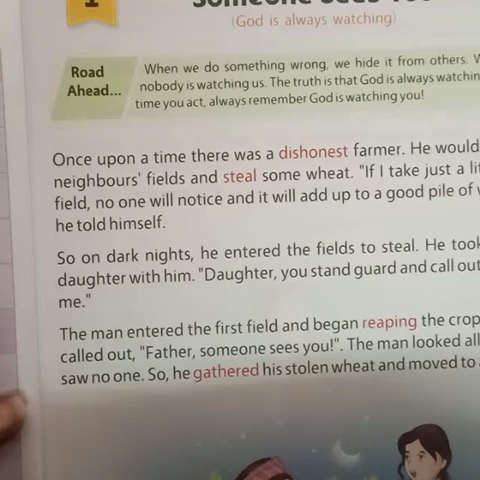 1
Someone Sees You
(God is always watching)
Road
Ahead...
When we do something wrong, we hide it from others.
nobody is watching us. The truth is that God is always
time you act, always remember God is watching you!
Once upon a time there was a dishonest farmer. He would
neighbours' fields and steal some wheat. "If I take just a
field, no one will notice and it will add up to a good pile of
he told himself.
So on dark nights, he entered the fields to steal. He
daughter with him. "Daughter, you stand guard and call out
me."
The man entered the first field and began reaping the
called out, "Father, someone sees you!". The man looked
saw no one. So, he gathered his stolen wheat and moved to